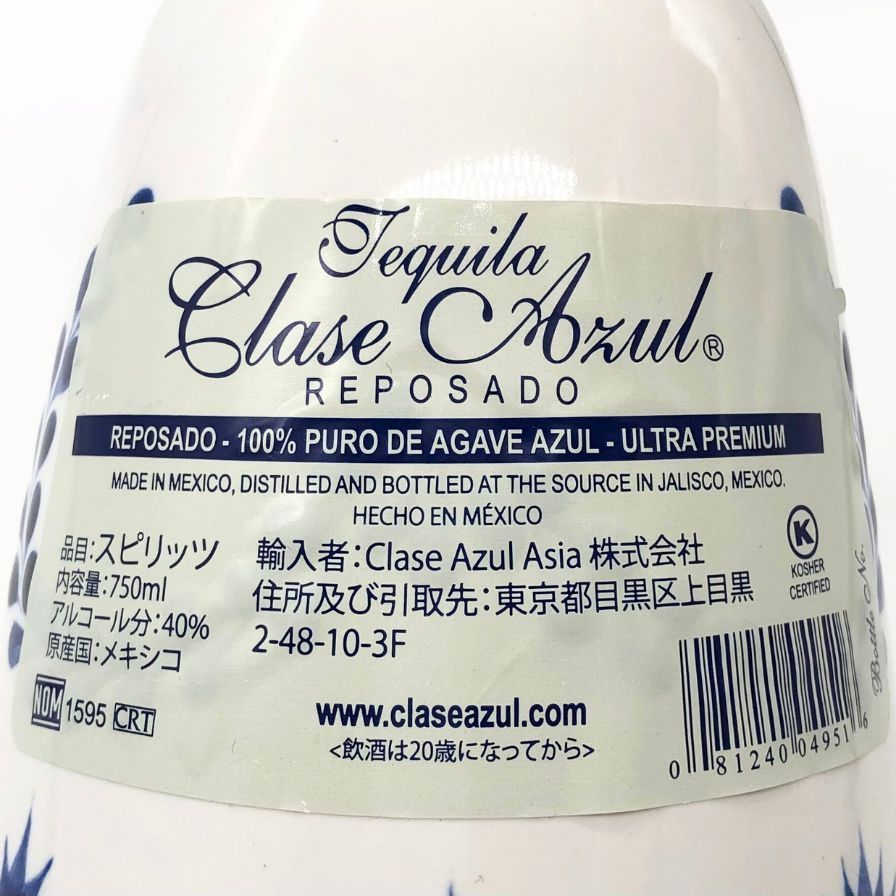 Tequila
Clase Azul®
REPOSADO
REPOSADO - 100% PURO DE AGAVE AZUL - ULTRA PREMIUM
MADE IN MEXICO, DISTILLED AND BOTTLED AT THE SOURCE IN JALISCO, MEXICO.
HECHO EN MÉXICO
品目:スピリッツ
内容量:750ml
アルコール分:40%
原産国:メキシコ
輸入者:Clase Azul Asia 株式会社
住所及び引取先:東京都目黒区上目黒
2-48-10-3F
K
KOSHER
CERTIFIED
Bottle No.
NOM 1595 CRT
www.claseazul.com
<飲酒は20歳になってから>
0 81240 04951 6